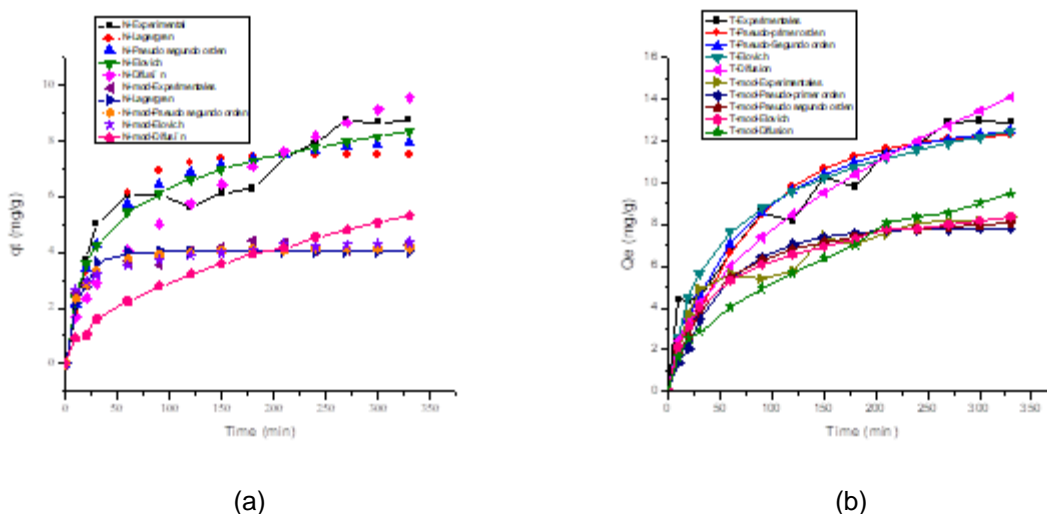 N-Experimental
N-Lagergren
N-Pseudo segundo orden
N-Elovich
N-Difusi n
N-mod-Experimentales
N-Lagergren
N-mod-Pseudo segundo orden
N-mod-Elovich
N-mod-Difusi n
qt (mg/g)
10
8
6
4
2
0
0 50 100 150 200 250 300 350
Time (min)
(a)
T-Experimentales
T-Pseudo-primer orden
T-Pseudo-Segundo orden
T-Elovich
T-Difusion
T-mod-Experimentales
T-mod-Pseudo-primer orden
T-mod-Pseudo segundo orden
T-mod-Elovich
T-mod-Difusion
Qe (mg/g)
16
14
12
10
8
6
4
2
0
0 50 100 150 200 250 300 350
Time (min)
(b)